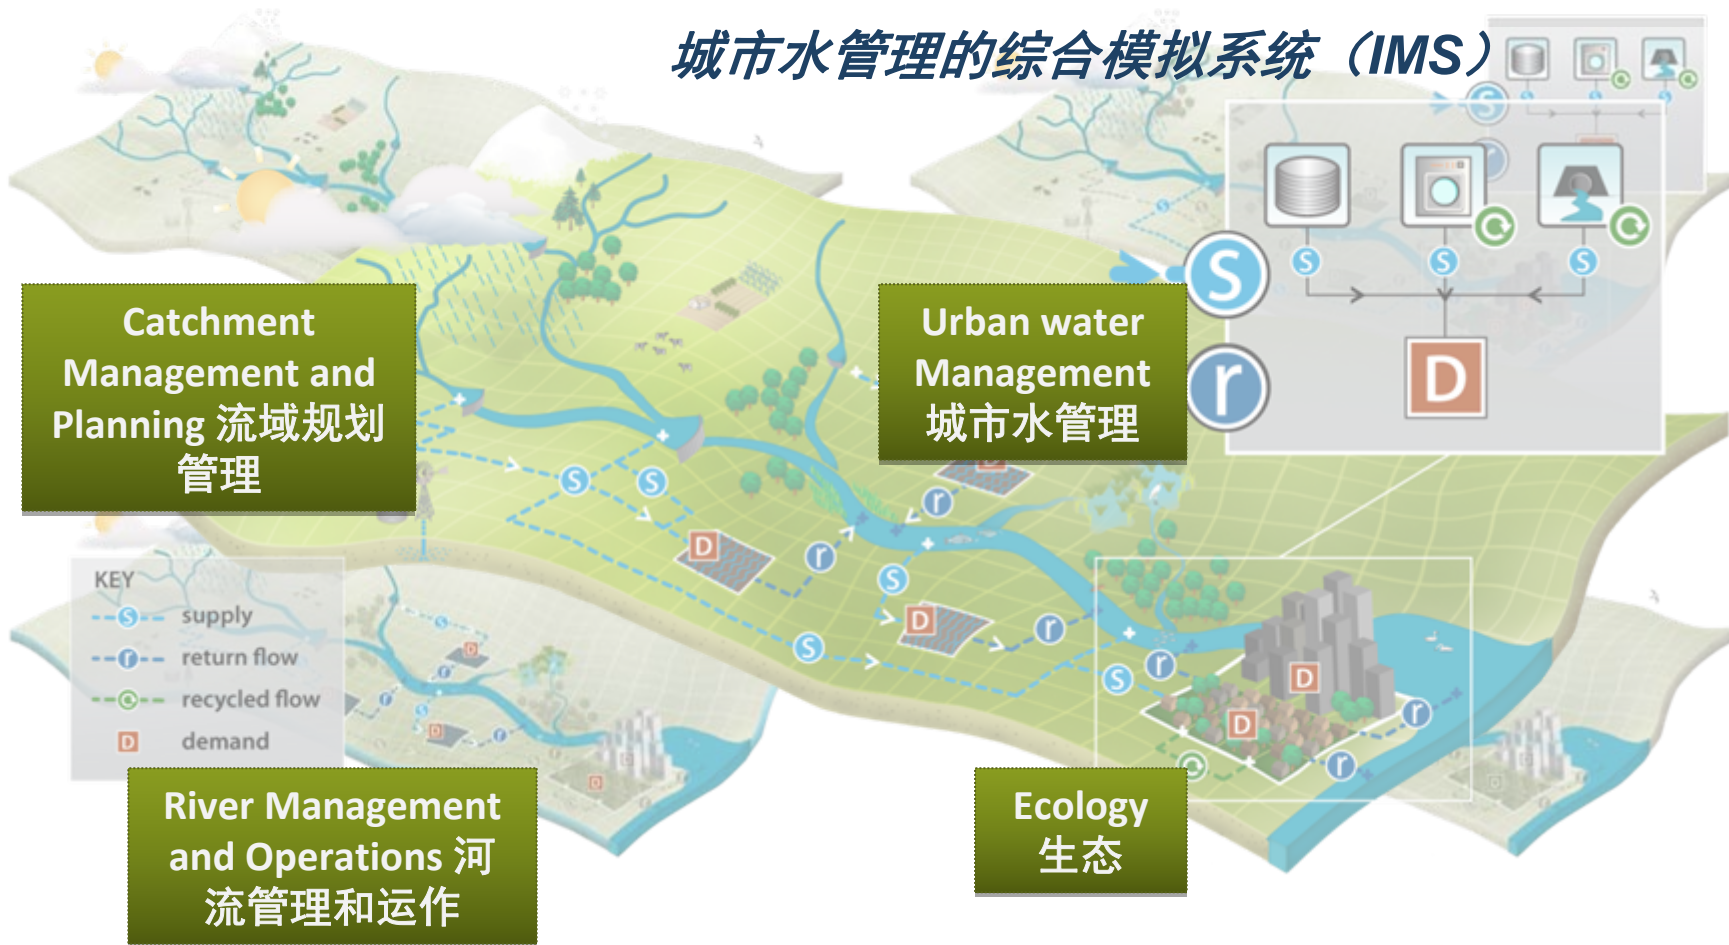 城市水管理的综合模拟系统（IMS）
Catchment
Management and
Planning 流域规划
管理
Urban water
Management
城市水管理
S
r
S
S
S
D
KEY
S supply
r return flow
C recycled flow
D demand
S
S
D
r
r
D
S
D
r
S
S
r
D
D
r
r
River Management
and Operations 河
流管理和运作
Ecology
生态